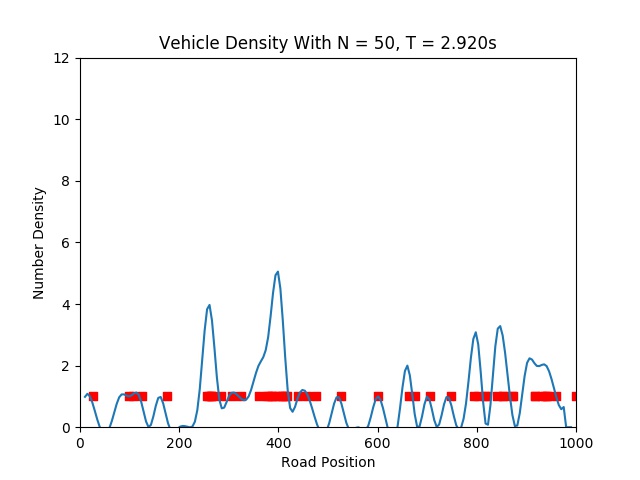 Vehicle Density With N = 50, T = 2.920s
12
10
8
6
4
2
0
Number Density
0 200 400 600 800 1000
Road Position